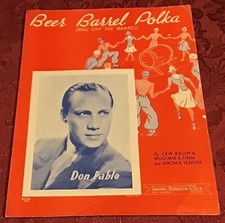 Beer Barrel Polka
(ROLL OUT THE BARREL)
Don Pablo
By LEW BROWN,
WLADIMIR A. TIMM
and JAROMIR VEJVODA